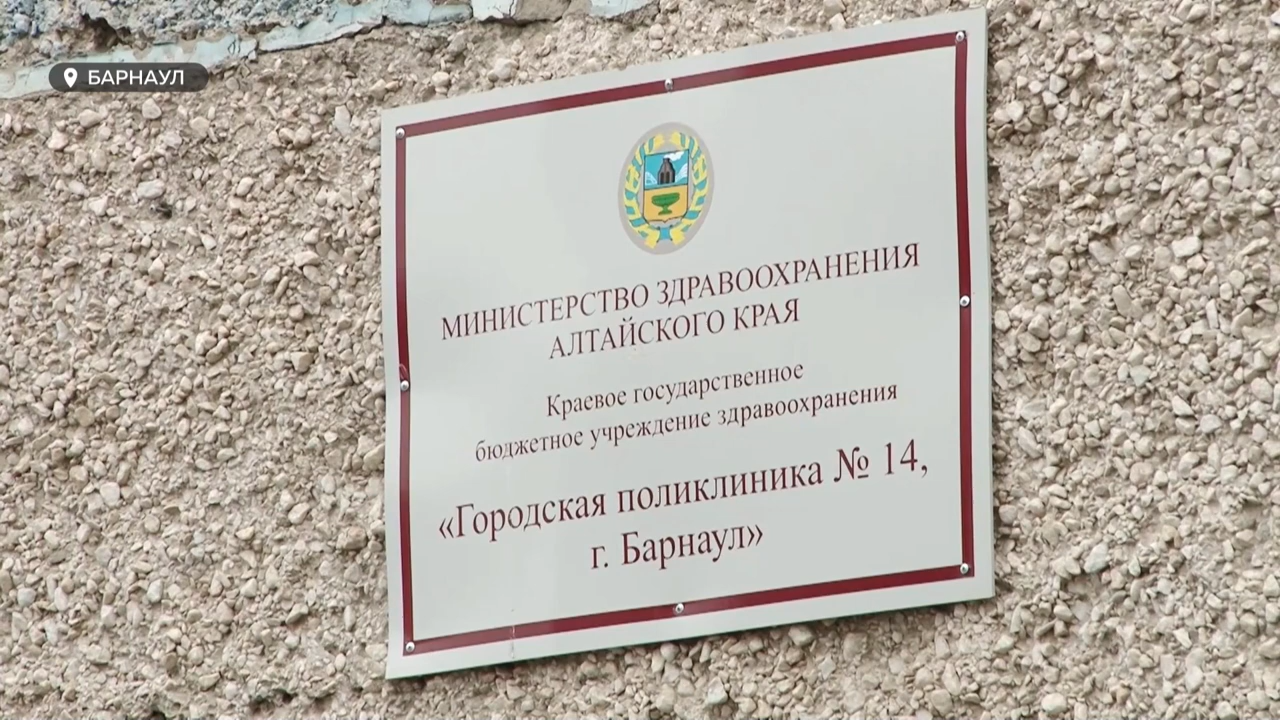 БАРНАУЛ
МИНИСТЕРСТВО ЗДРАВООХРАНЕНИЯ
АЛТАЙСКОГО КРАЯ
Краевое государственное
бюджетное учреждение здравоохранения
«Городская поликлиника № 14,
г. Барнаул»